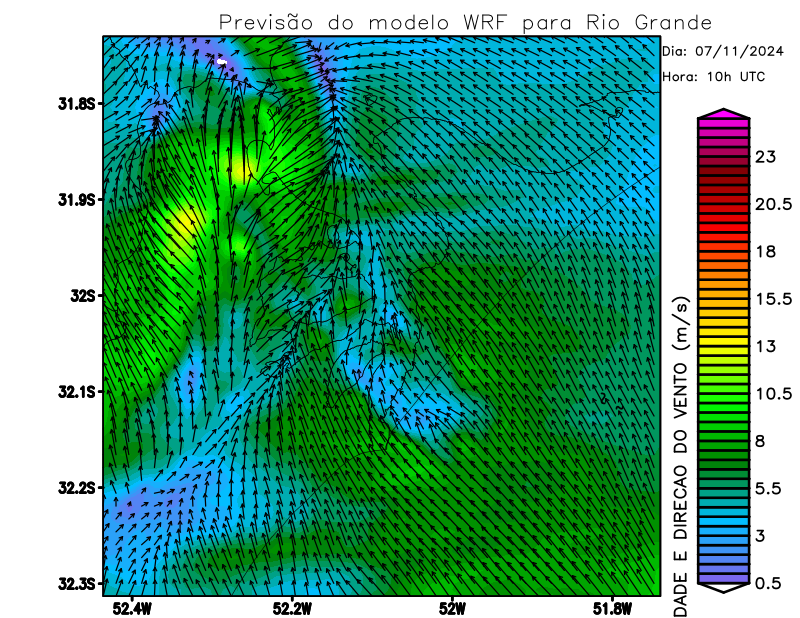 Previsão do modelo WRF para Rio Grande
Dia: 07/11/2024
Hora: 10h UTC
31.8S
31.9S
32S
32.1S
32.2S
32.3S
52.4W
52.2W
52W
51.8W
DADE E DIRECAO DO VENTO (m/s)
23
20.5
18
15.5
13
10.5
8
5.5
3
0.5